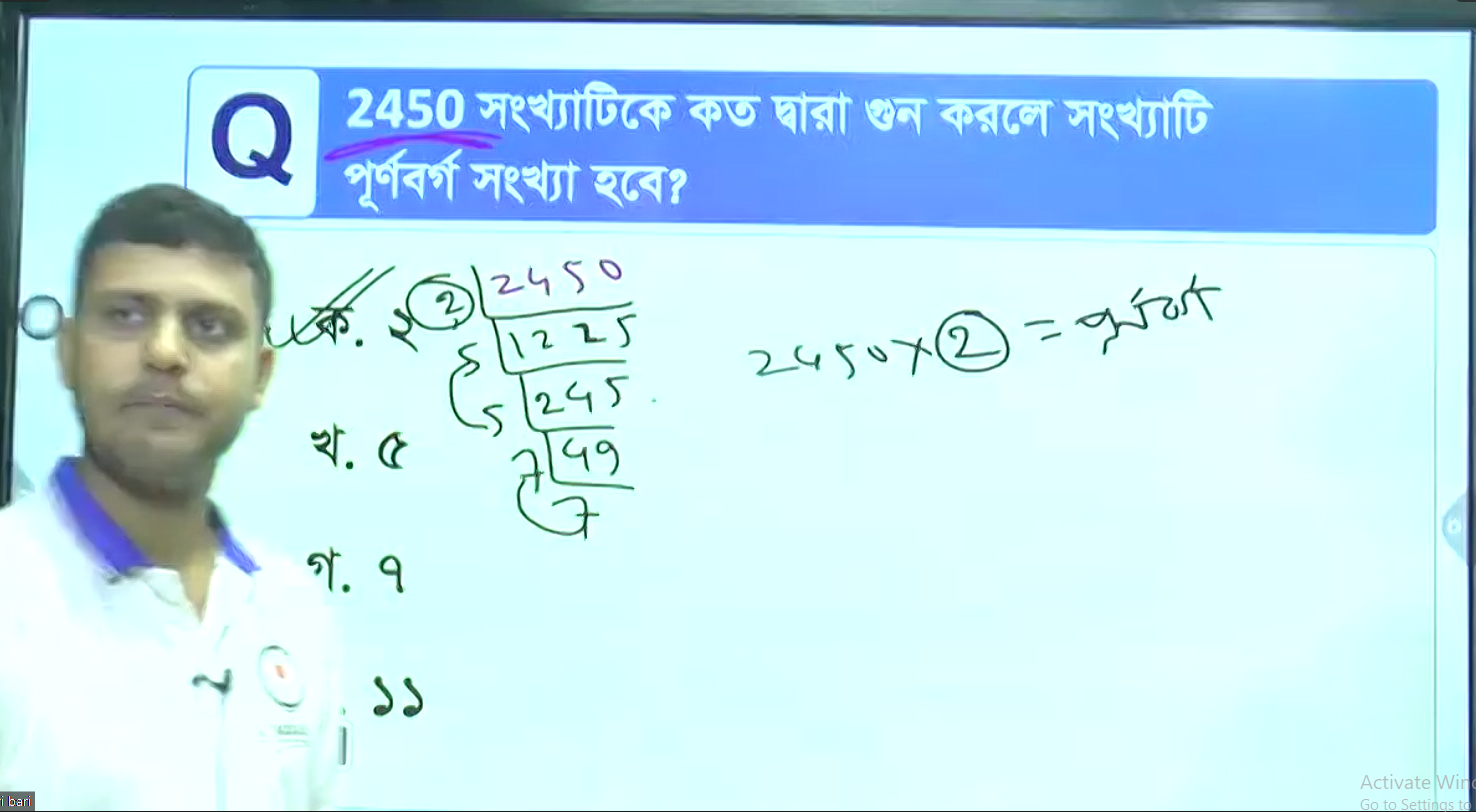 Q
2450 সংখ্যাটিকে কত দ্বারা গুন করলে সংখ্যাটি
পূর্ণবর্গ সংখ্যা হবে?
ক. ২
খ. ৫
গ. ৭
১১
2 2450
5 1225
5 245
7 49
7
2450 × 2 = পূর্ণবর্গ
Activate Win
Go to Settings to
i bari